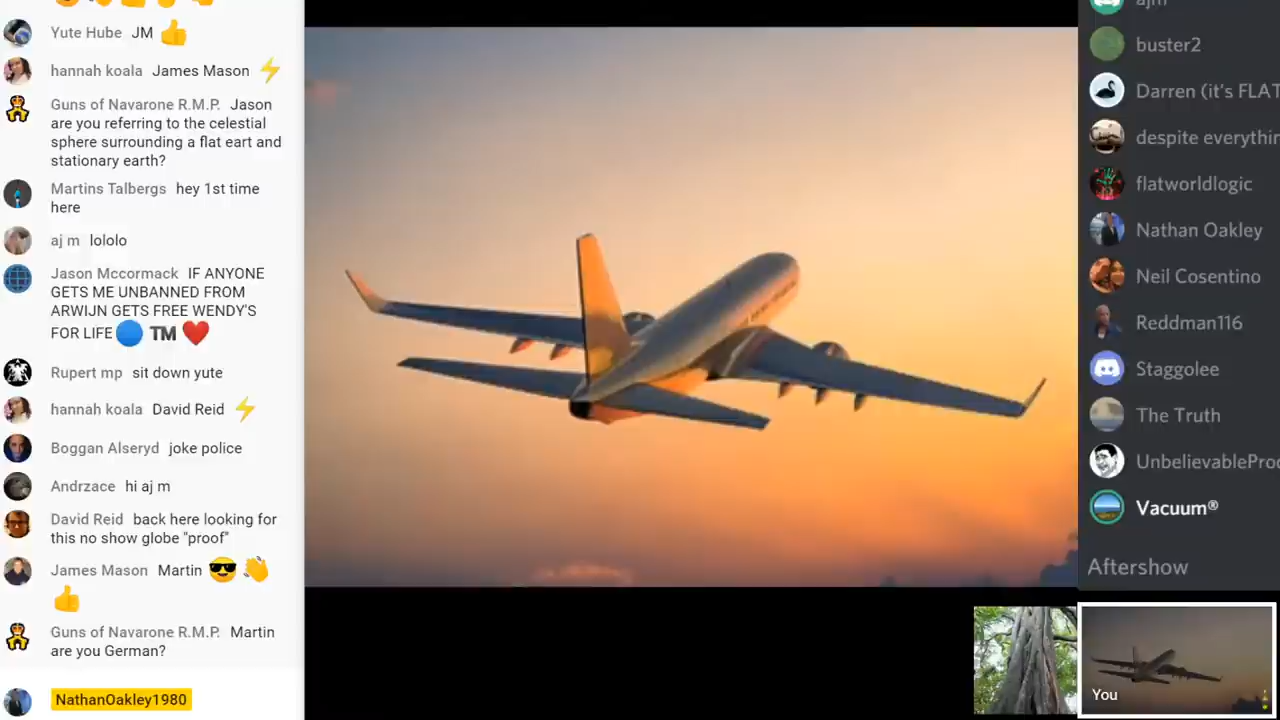 Yute Hube JM
hannah koala James Mason
Guns of Navarone R.M.P. Jason
are you referring to the celestial
sphere surrounding a flat eart and
stationary earth?
Martins Talbergs hey 1st time
here
aj m lololo
Jason Mccormack IF ANYONE
GETS ME UNBANNED FROM
ARWIJN GETS FREE WENDY'S
FOR LIFE 🔵 ™️ ❤️
Rupert mp sit down yute
hannah koala David Reid
Boggan Alseryd joke police
Andrzace hi aj m
David Reid back here looking for
this no show globe "proof"
James Mason Martin
Guns of Navarone R.M.P. Martin
are you German?
NathanOakley1980
ajm
buster2
Darren (it's FLAT
despite everythin
flatworldlogic
Nathan Oakley
Neil Cosentino
Reddman116
Staggolee
The Truth
UnbelievableProo
Vacuum®
Aftershow
You